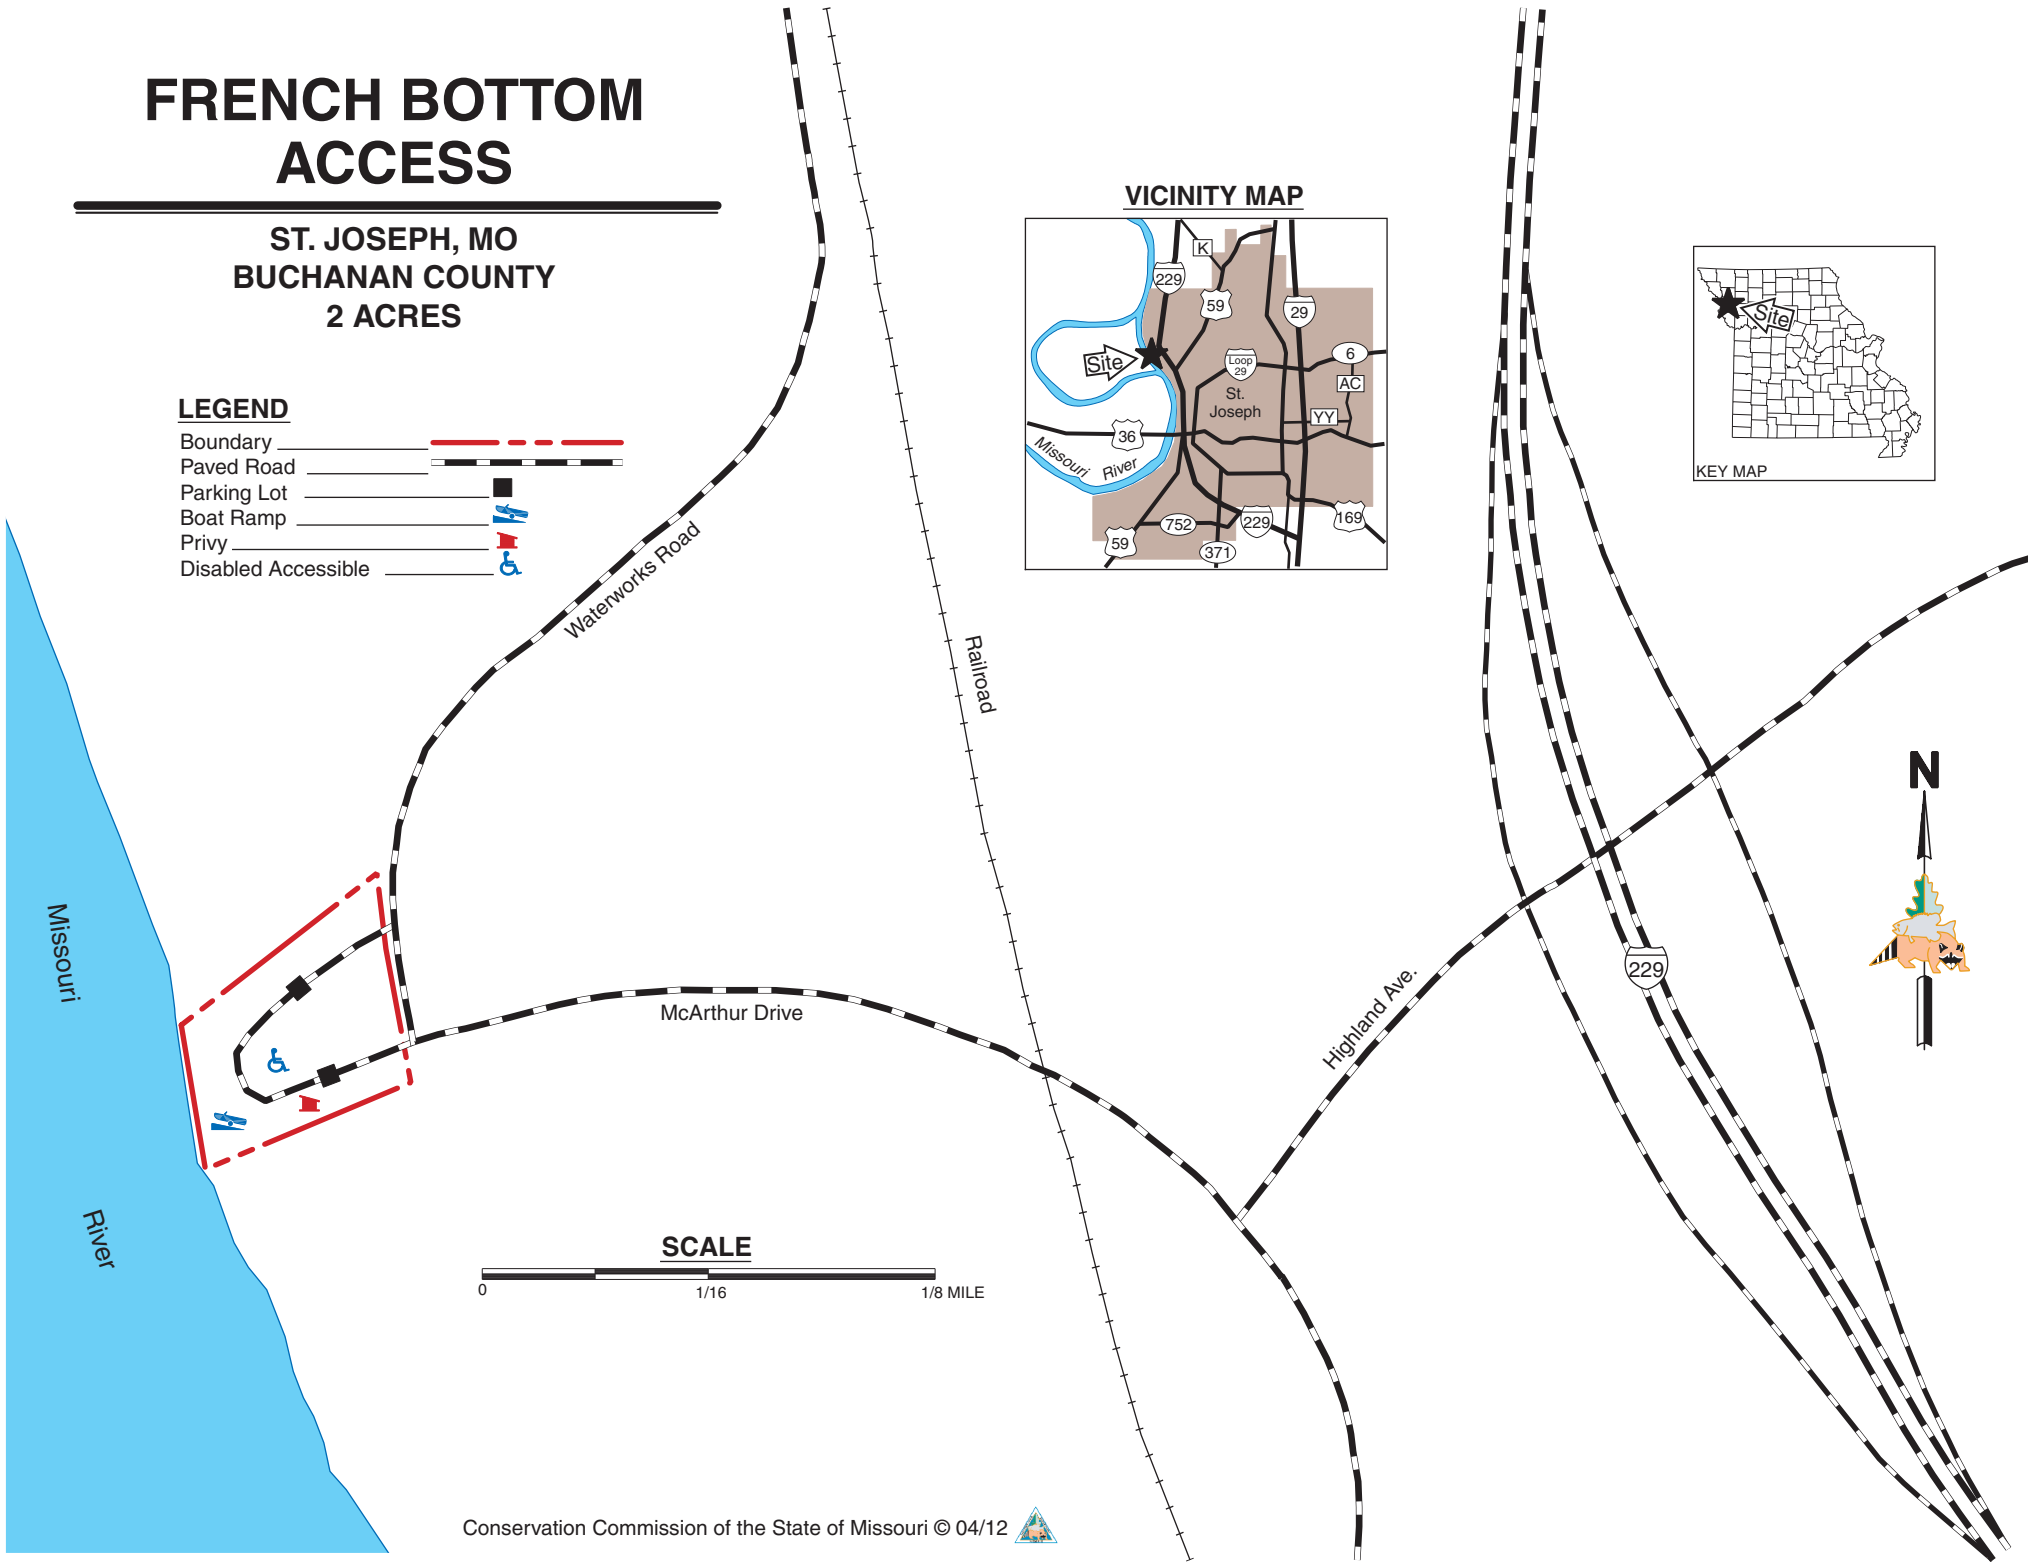 FRENCH BOTTOM
ACCESS
ST. JOSEPH, MO
BUCHANAN COUNTY
2 ACRES
LEGEND
Boundary
Paved Road
Parking Lot
Boat Ramp
Privy
Disabled Accessible
VICINITY MAP
K
229
59
29
Site
Loop
29
6
AC
St.
Joseph
YY
36
Missouri
River
752
229
169
59
371
Site
KEY MAP
Waterworks Road
Railroad
N
Missouri
River
McArthur Drive
Highland Ave.
229
SCALE
0
1/16
1/8 MILE
Conservation Commission of the State of Missouri © 04/12